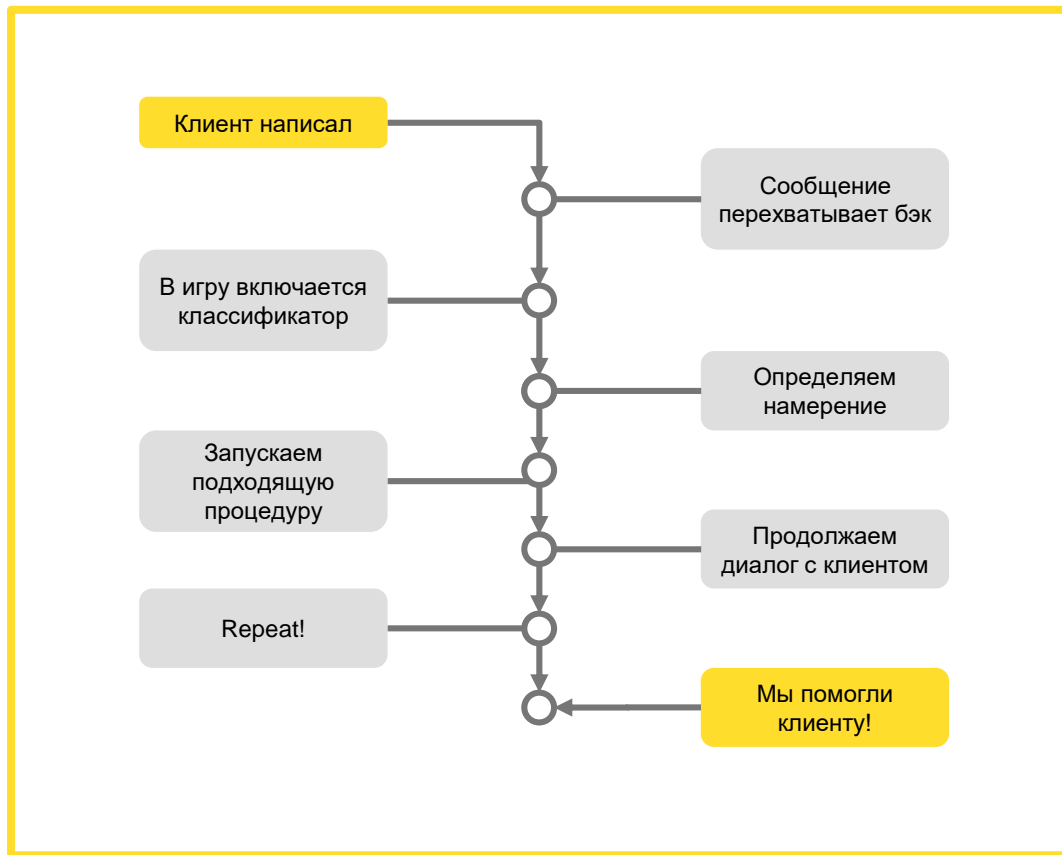 Клиент написал
Сообщение
перехватывает бэк
В игру включается
классификатор
Определяем
намерение
Запускаем
подходящую
процедуру
Продолжаем
диалог с клиентом
Repeat!
Мы помогли
клиенту!